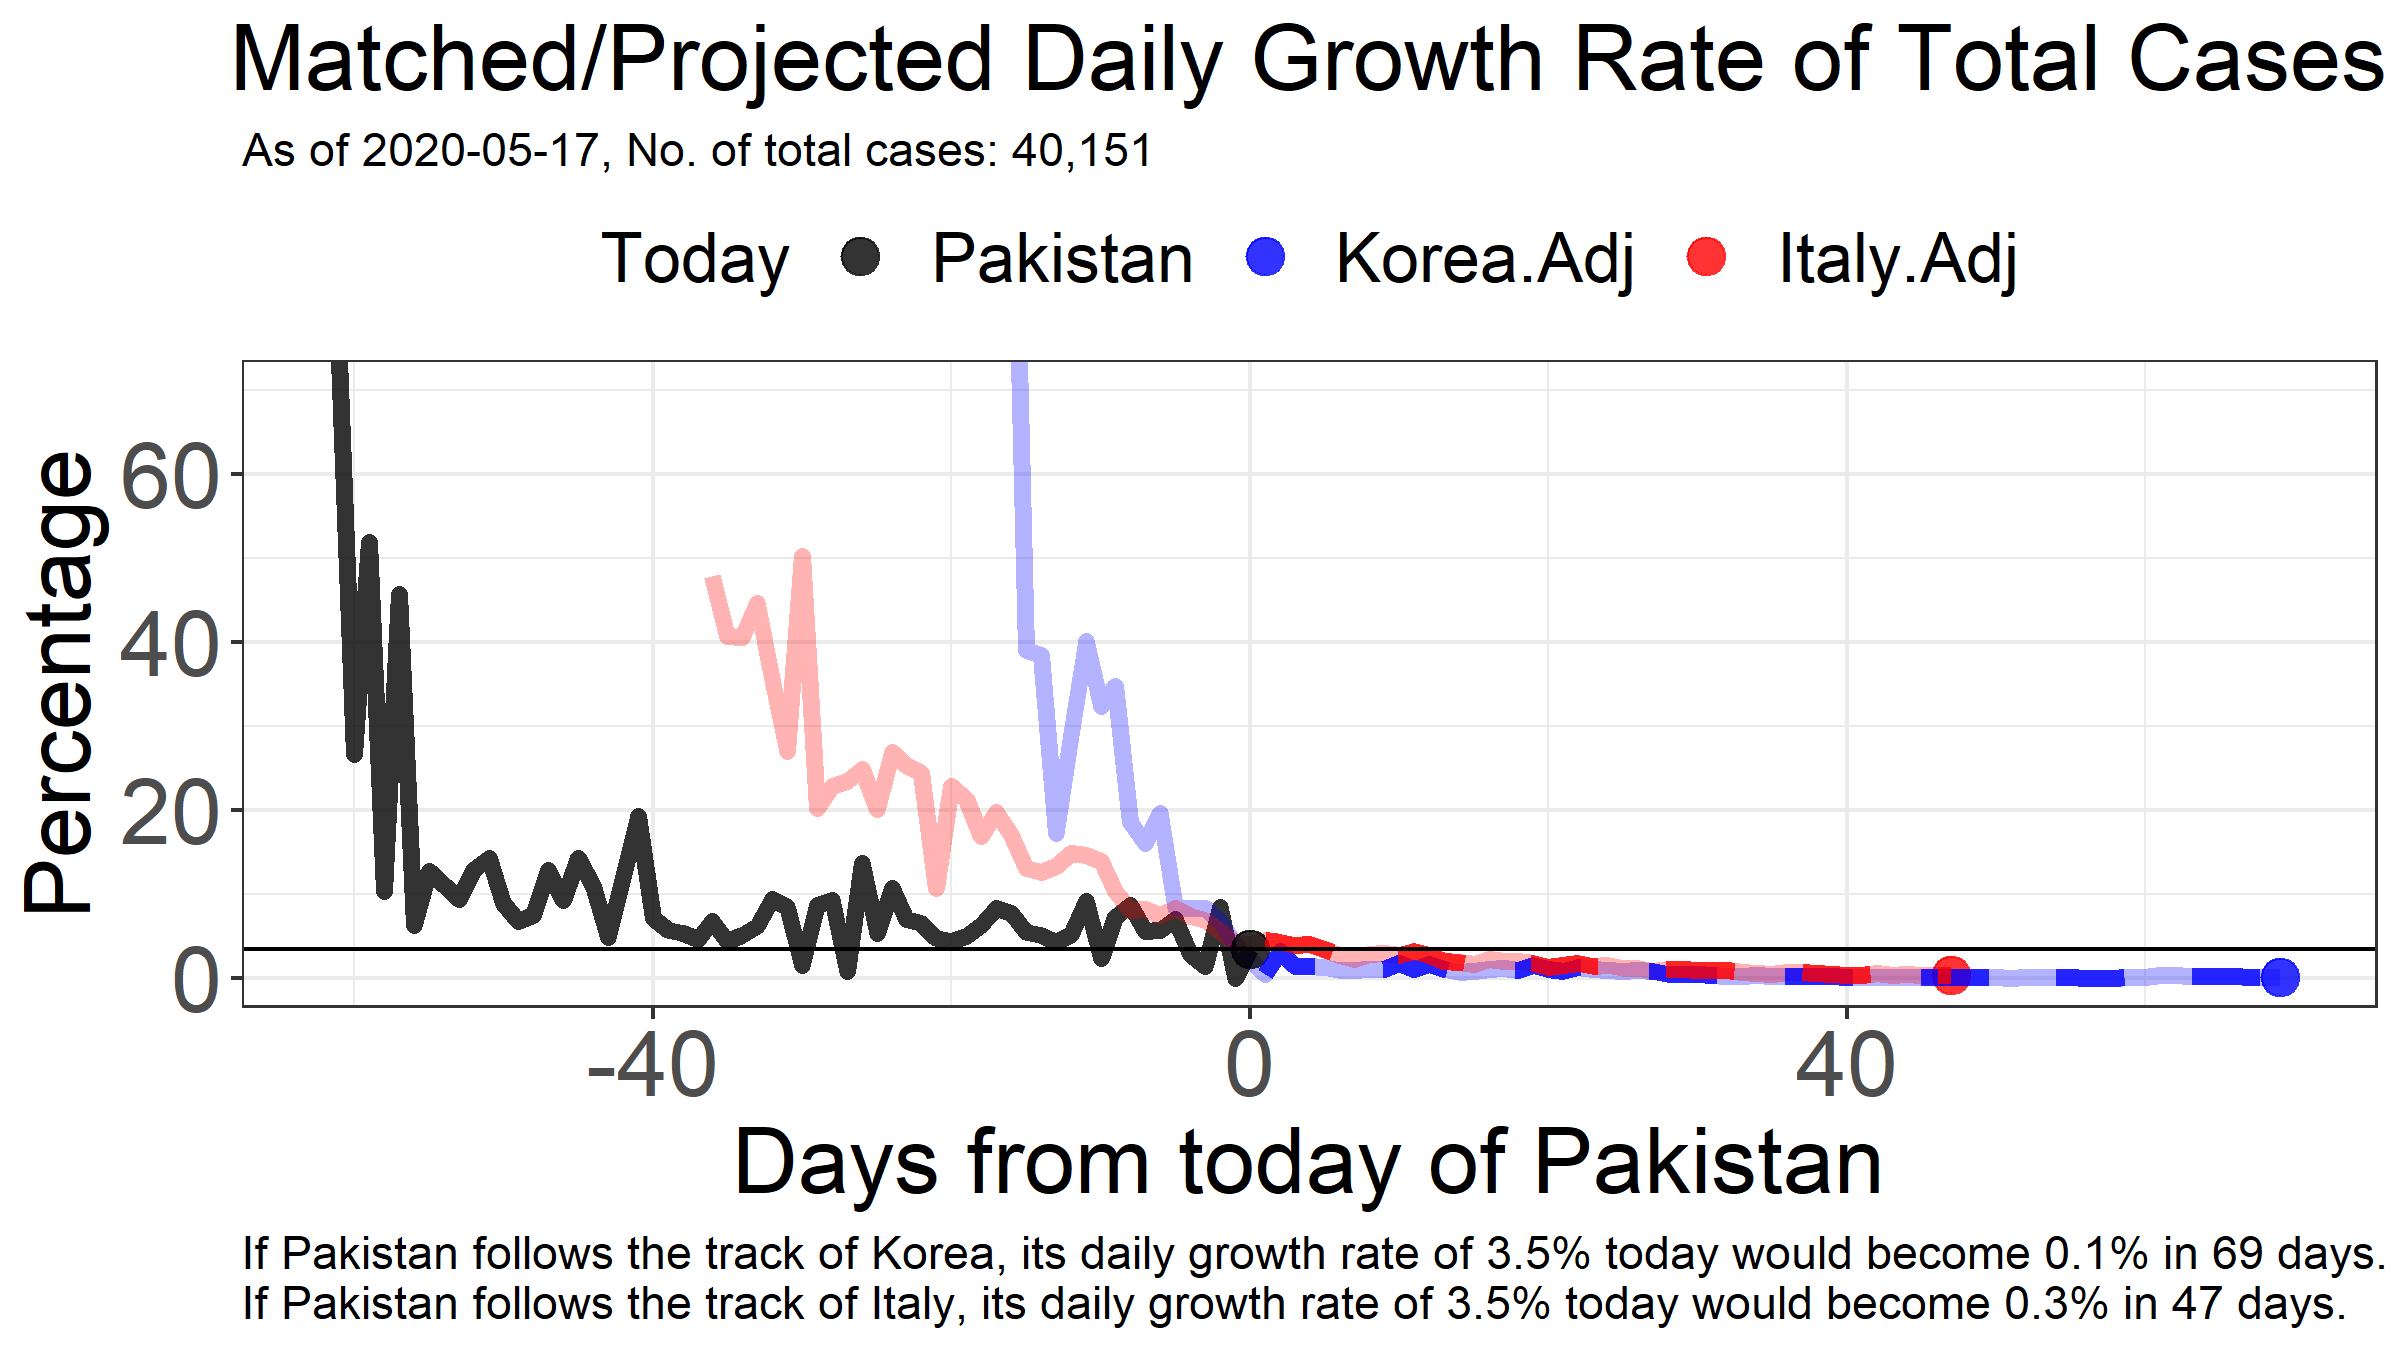 Matched/Projected Daily Growth Rate of Total Cases
As of 2020-05-17, No. of total cases: 40,151
Today Pakistan Korea.Adj Italy.Adj
Percentage
60
40
20
0
-40 0 40
Days from today of Pakistan
If Pakistan follows the track of Korea, its daily growth rate of 3.5% today would become 0.1% in 69 days.
If Pakistan follows the track of Italy, its daily growth rate of 3.5% today would become 0.3% in 47 days.